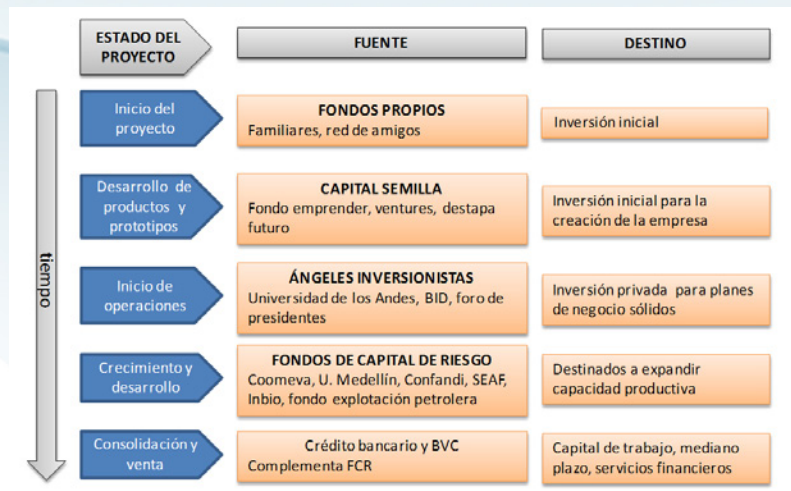 ESTADO DEL
PROYECTO
FUENTE
DESTINO
tiempo
Inicio del
proyecto
FONDOS PROPIOS
Familiares, red de amigos
Inversión inicial
Desarrollo de
productos y
prototipos
CAPITAL SEMILLA
Fondo emprender, ventures, destapa
futuro
Inversión inicial para la
creación de la empresa
Inicio de
operaciones
ÁNGELES INVERSIONISTAS
Universidad de los Andes, BID, foro de
presidentes
Inversión privada para planes
de negocio sólidos
Crecimiento y
desarrollo
FONDOS DE CAPITAL DE RIESGO
Coomeva, U. Medellín, Confandi, SEAF,
Inbio, fondo explotación petrolera
Destinados a expandir
capacidad productiva
Consolidación y
venta
Crédito bancario y BVC
Complementa FCR
Capital de trabajo, mediano
plazo, servicios financieros